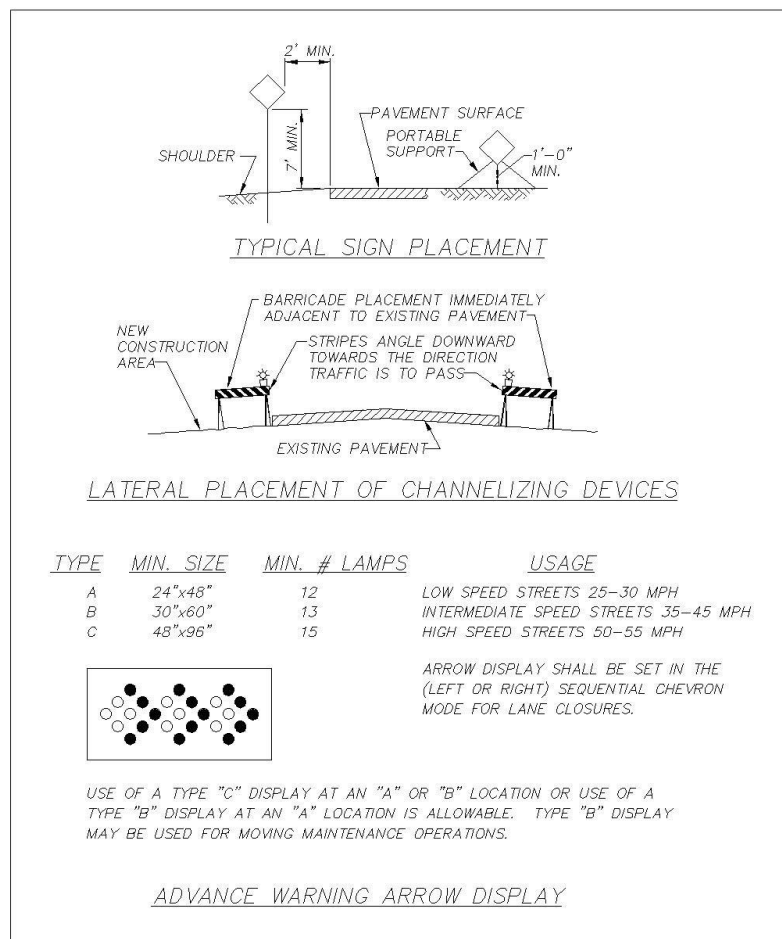 2' MIN.
7' MIN.
PAVEMENT SURFACE
PORTABLE
SUPPORT
1'-0"
MIN.
SHOULDER
TYPICAL SIGN PLACEMENT
BARRICADE PLACEMENT IMMEDIATELY
ADJACENT TO EXISTING PAVEMENT
NEW
CONSTRUCTION
AREA
STRIPES ANGLE DOWNWARD
TOWARDS THE DIRECTION
TRAFFIC IS TO PASS
EXISTING PAVEMENT
LATERAL PLACEMENT OF CHANNELIZING DEVICES
TYPE MIN. SIZE MIN. # LAMPS USAGE
A 24"x48" 12 LOW SPEED STREETS 25-30 MPH
B 30"x60" 13 INTERMEDIATE SPEED STREETS 35-45 MPH
C 48"x96" 15 HIGH SPEED STREETS 50-55 MPH
ARROW DISPLAY SHALL BE SET IN THE
(LEFT OR RIGHT) SEQUENTIAL CHEVRON
MODE FOR LANE CLOSURES.
USE OF A TYPE "C" DISPLAY AT AN "A" OR "B" LOCATION OR USE OF A
TYPE "B" DISPLAY AT AN "A" LOCATION IS ALLOWABLE. TYPE "B" DISPLAY
MAY BE USED FOR MOVING MAINTENANCE OPERATIONS.
ADVANCE WARNING ARROW DISPLAY